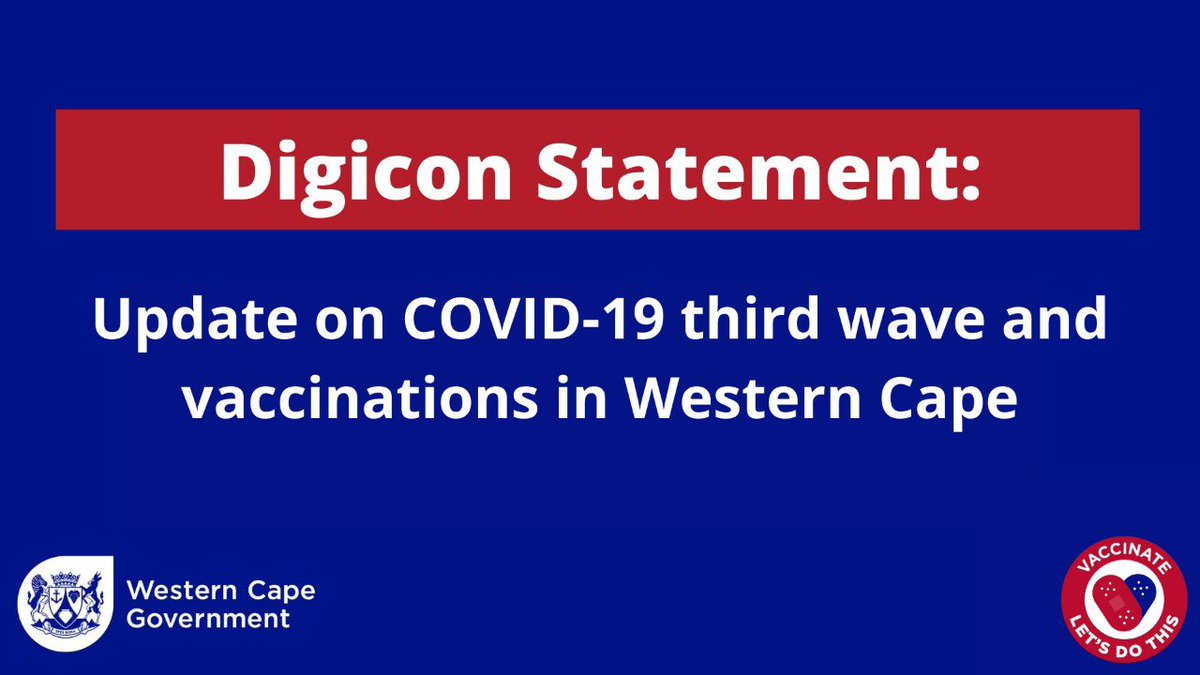 Digicon Statement:
Update on COVID-19 third wave and
vaccinations in Western Cape
Western Cape
Government
VACCINATE
LET'S DO THIS